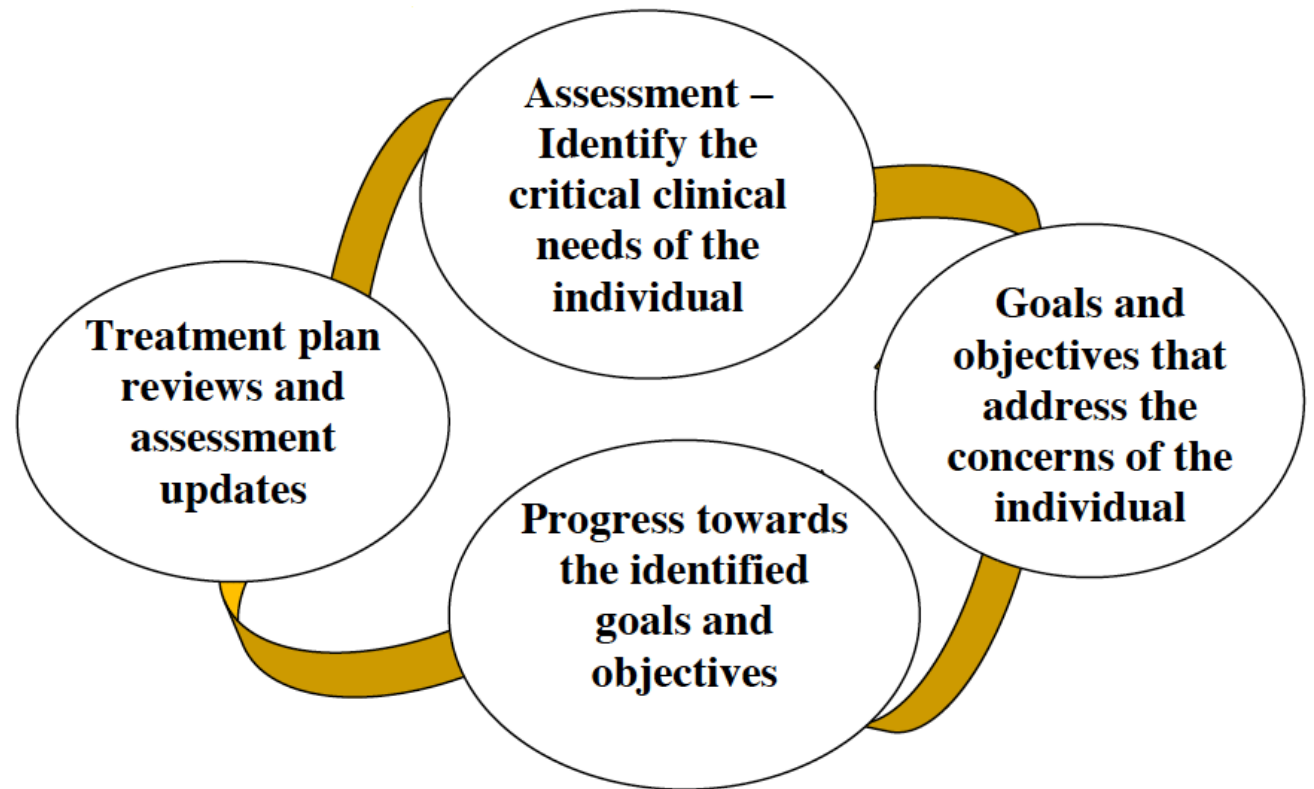 Assessment –
Identify the
critical clinical
needs of the
individual
Goals and
objectives that
address the
concerns of the
individual
Progress towards
the identified
goals and
objectives
Treatment plan
reviews and
assessment
updates